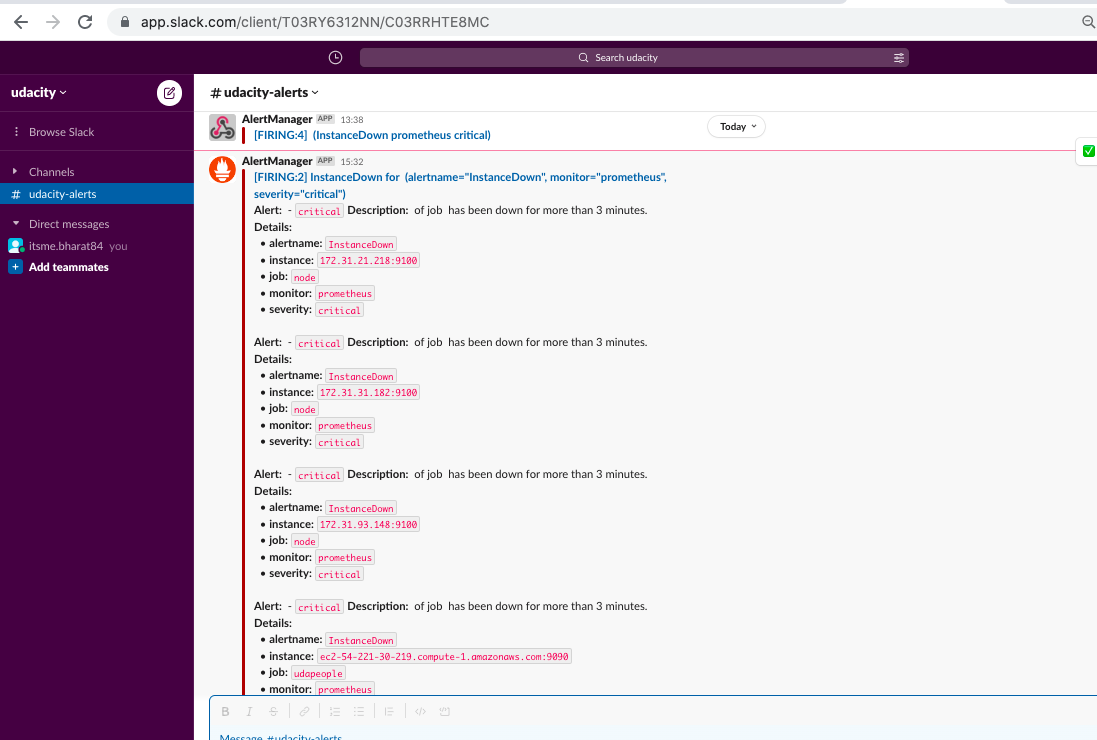 app.slack.com/client/T03RY6312NN/C03RRHTE8MC
Search udacity
udacity
Browse Slack
Channels
# udacity-alerts
Direct messages
itsme.bharat84 you
+ Add teammates
# udacity-alerts
AlertManager APP 13:38
[FIRING:4] (InstanceDown prometheus critical)
Today
AlertManager APP 15:32
[FIRING:2] InstanceDown for (alertname="InstanceDown", monitor="prometheus",
severity="critical")
Alert: - critical Description: of job has been down for more than 3 minutes.
Details:
• alertname: InstanceDown
• instance: 172.31.21.218:9100
• job: node
• monitor: prometheus
• severity: critical
Alert: - critical Description: of job has been down for more than 3 minutes.
Details:
• alertname: InstanceDown
• instance: 172.31.31.182:9100
• job: node
• monitor: prometheus
• severity: critical
Alert: - critical Description: of job has been down for more than 3 minutes.
Details:
• alertname: InstanceDown
• instance: 172.31.93.148:9100
• job: node
• monitor: prometheus
• severity: critical
Alert: - critical Description: of job has been down for more than 3 minutes.
Details:
• alertname: InstanceDown
• instance: ec2-54-221-30-219.compute-1.amazonaws.com:9090
• job: udapeople
• monitor: prometheus
B I S
Message #udacity-alerts